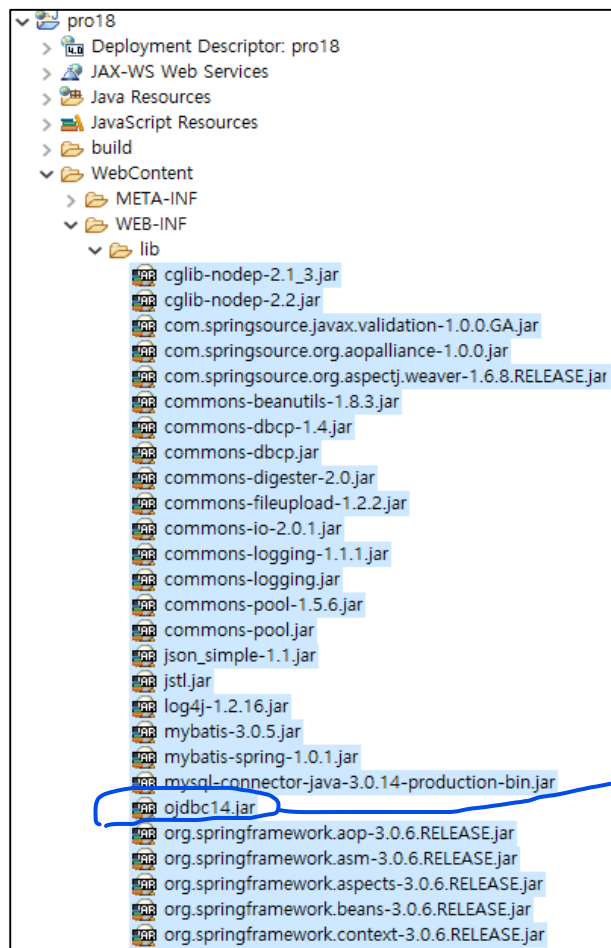 pro18
Deployment Descriptor: pro18
JAX-WS Web Services
Java Resources
JavaScript Resources
build
WebContent
META-INF
WEB-INF
lib
cglib-nodep-2.1_3.jar
cglib-nodep-2.2.jar
com.springsource.javax.validation-1.0.0.GA.jar
com.springsource.org.aopalliance-1.0.0.jar
com.springsource.org.aspectj.weaver-1.6.8.RELEASE.jar
commons-beanutils-1.8.3.jar
commons-dbcp-1.4.jar
commons-dbcp.jar
commons-digester-2.0.jar
commons-fileupload-1.2.2.jar
commons-io-2.0.1.jar
commons-logging-1.1.1.jar
commons-logging.jar
commons-pool-1.5.6.jar
commons-pool.jar
json_simple-1.1.jar
jstl.jar
log4j-1.2.16.jar
mybatis-3.0.5.jar
mybatis-spring-1.0.1.jar
mysql-connector-java-3.0.14-production-bin.jar
ojdbc14.jar
org.springframework.aop-3.0.6.RELEASE.jar
org.springframework.asm-3.0.6.RELEASE.jar
org.springframework.aspects-3.0.6.RELEASE.jar
org.springframework.beans-3.0.6.RELEASE.jar
org.springframework.context-3.0.6.RELEASE.jar